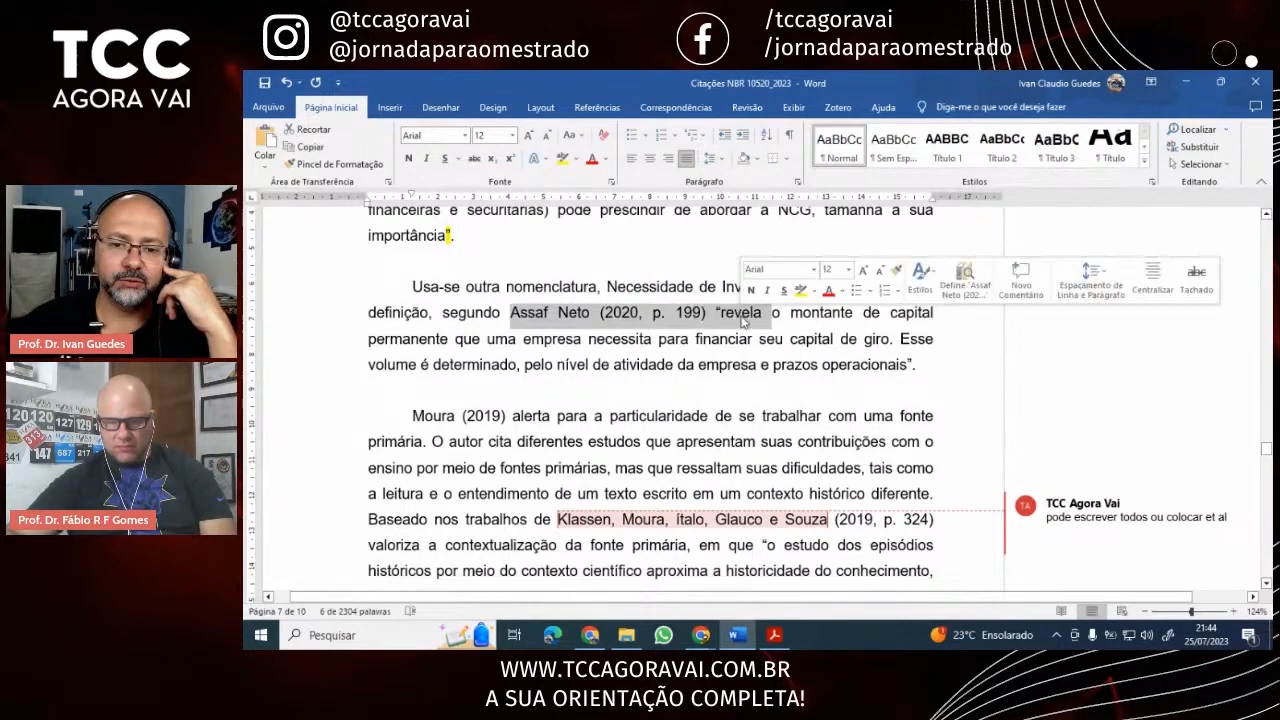 TCC
AGORA VAI
@tccagoravai
@jornadaparaomestrado
/tccagoravai
/jornadaparaomestrado
Citações NBR 10520_2023 - Word
Ivan Claudio Guedes
Arquivo Página Inicial Inserir Desenhar Design Layout Referências Correspondências Revisão Exibir Zotero Ajuda Diga-me o que você deseja fazer
Colar
Recortar
Copiar
Pincel de Formatação
Área de Transferência
Arial 12
N I S
Fonte
Parágrafo
AaBbCc AaBbCc AABBC AaBbCc AaBbC AaB
¶ Normal ¶ Sem Esp... Título 1 Título 2 ¶ Título 3 ¶ Título
Estilos
Localizar
Substituir
Selecionar
Editando
financeiras e securitárias) pode prescindir de abordar a NCG, tamanha a sua
importância”.
Usa-se outra nomenclatura, Necessidade de Inv
definição, segundo Assaf Neto (2020, p. 199) “revela o montante de capital
permanente que uma empresa necessita para financiar seu capital de giro. Esse
volume é determinado, pelo nível de atividade da empresa e prazos operacionais”.
Arial 12
N I S
Estilos
Define 'Assaf Neto (202...
Novo Comentário
Espaçamento de Linha e Parágrafo
Centralizar
Tachado
Moura (2019) alerta para a particularidade de se trabalhar com uma fonte
primária. O autor cita diferentes estudos que apresentam suas contribuições com o
ensino por meio de fontes primárias, mas que ressaltam suas dificuldades, tais como
a leitura e o entendimento de um texto escrito em um contexto histórico diferente.
Baseado nos trabalhos de Klassen, Moura, ítalo, Glauco e Souza (2019, p. 324)
valoriza a contextualização da fonte primária, em que “o estudo dos episódios
históricos por meio do contexto científico aproxima a historicidade do conhecimento,
TA TCC Agora Vai
pode escrever todos ou colocar et al
Prof. Dr. Ivan Guedes
Prof. Dr. Fábio R F Gomes
Página 7 de 10 6 de 2304 palavras
124%
Pesquisar
23°C Ensolarado
21:44
25/07/2023
WWW.TCCAGORAVAI.COM.BR
A SUA ORIENTAÇÃO COMPLETA!